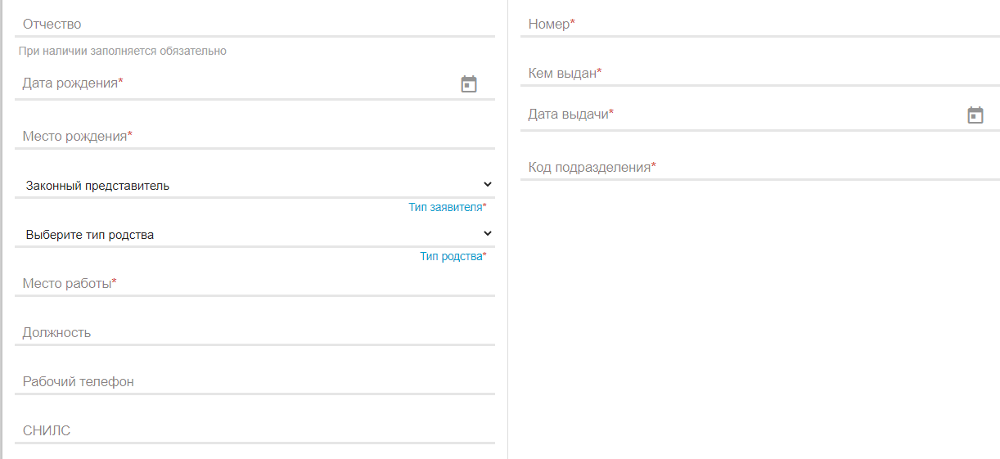 Отчество
При наличии заполняется обязательно
Дата рождения*
Место рождения*
Законный представитель
Тип заявителя*
Выберите тип родства
Тип родства*
Место работы*
Должность
Рабочий телефон
СНИЛС
Номер*
Кем выдан*
Дата выдачи*
Код подразделения*